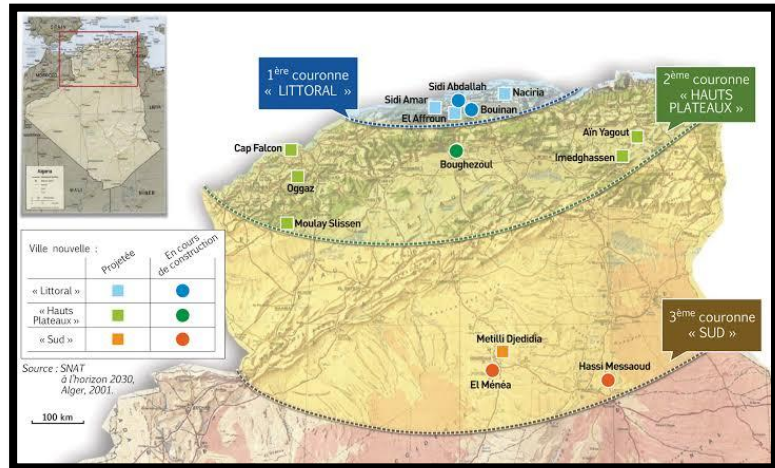 1ère couronne
« LITTORAL »
2ème couronne
« HAUTS
PLATEAUX »
Sidi Abdallah
Naciria
Sidi Amar
Bouinan
El Affroun
Aïn Yagout
Imedghassen
Cap Falcon
Boughezoul
Oggaz
Moulay Slissen
Ville nouvelle :
Projetée
En cours
de construction
« Littoral »
« Hauts
Plateaux »
« Sud »
3ème couronne
« SUD »
Metilli Djedidia
El Ménéa
Hassi Messaoud
Source : SNAT
à l'horizon 2030,
Alger, 2001.
100 km
SPAIN
Algeria